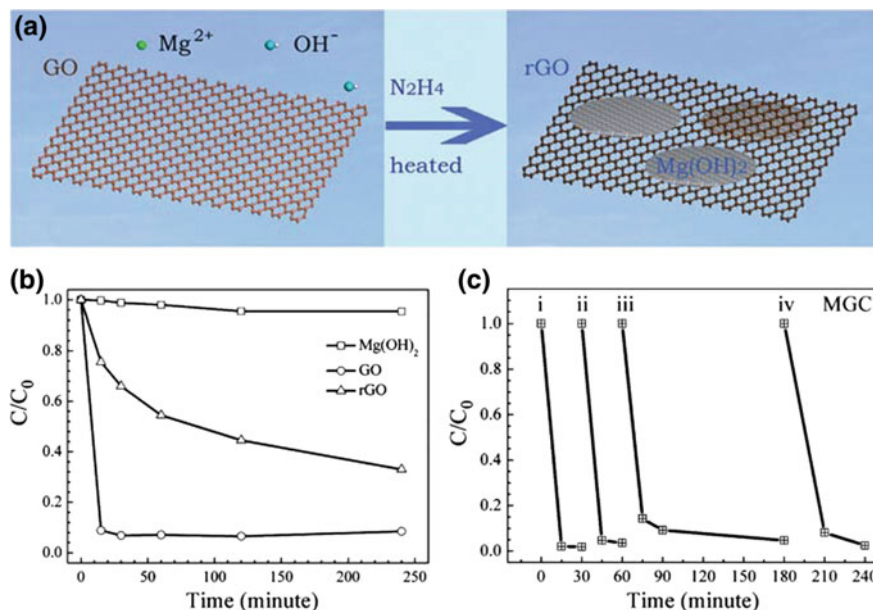 (a)
Mg2+ OH-
GO
N2H4
heated
rGO
Mg(OH)2
(b)
1.0
0.8
0.6
0.4
0.2
0.0
C/C0
Mg(OH)2
GO
rGO
0 50 100 150 200 250
Time (minute)
(c)
i ii iii iv MGC
1.0
0.8
0.6
0.4
0.2
0.0
C/C0
0 30 60 90 120 150 180 210 240
Time (minute)